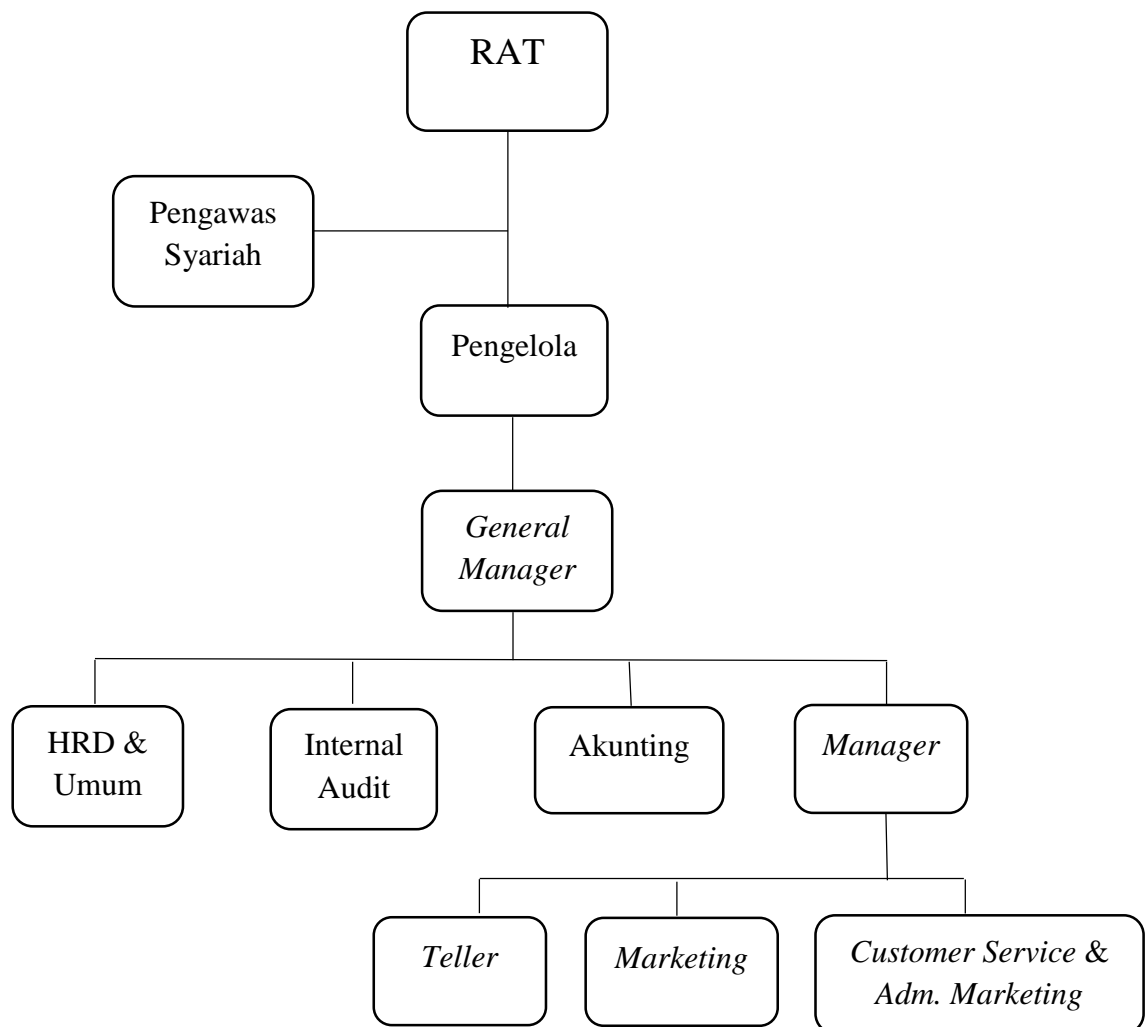 RAT
Pengawas
Syariah
Pengelola
General
Manager
HRD &
Umum
Internal
Audit
Akunting
Manager
Teller
Marketing
Customer Service &
Adm. Marketing